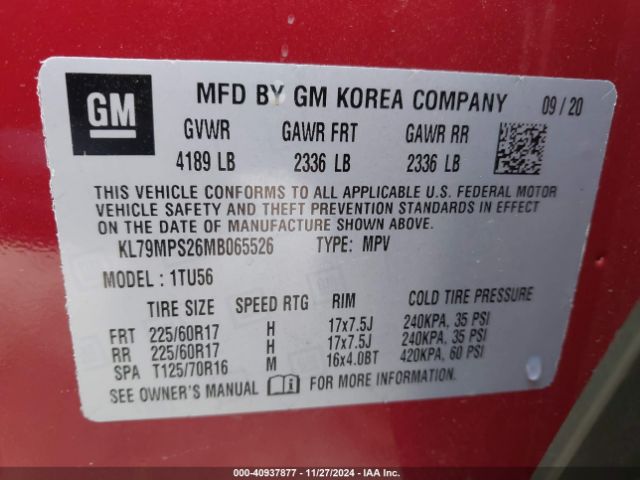 GM
MFD BY GM KOREA COMPANY 09/20
GVWR GAWR FRT GAWR RR
4189 LB 2336 LB 2336 LB
THIS VEHICLE CONFORMS TO ALL APPLICABLE U.S. FEDERAL MOTOR
VEHICLE SAFETY AND THEFT PREVENTION STANDARDS IN EFFECT
ON THE DATE OF MANUFACTURE SHOWN ABOVE.
KL79MPS26MB065526 TYPE: MPV
MODEL: 1TU56
TIRE SIZE SPEED RTG RIM COLD TIRE PRESSURE
FRT 225/60R17 H 17x7.5J 240KPA, 35 PSI
RR 225/60R17 H 17x7.5J 240KPA, 35 PSI
SPA T125/70R16 M 16x4.0BT 420KPA, 60 PSI
SEE OWNER'S MANUAL FOR MORE INFORMATION.
000-40937877 - 11/27/2024 - IAAI.COM